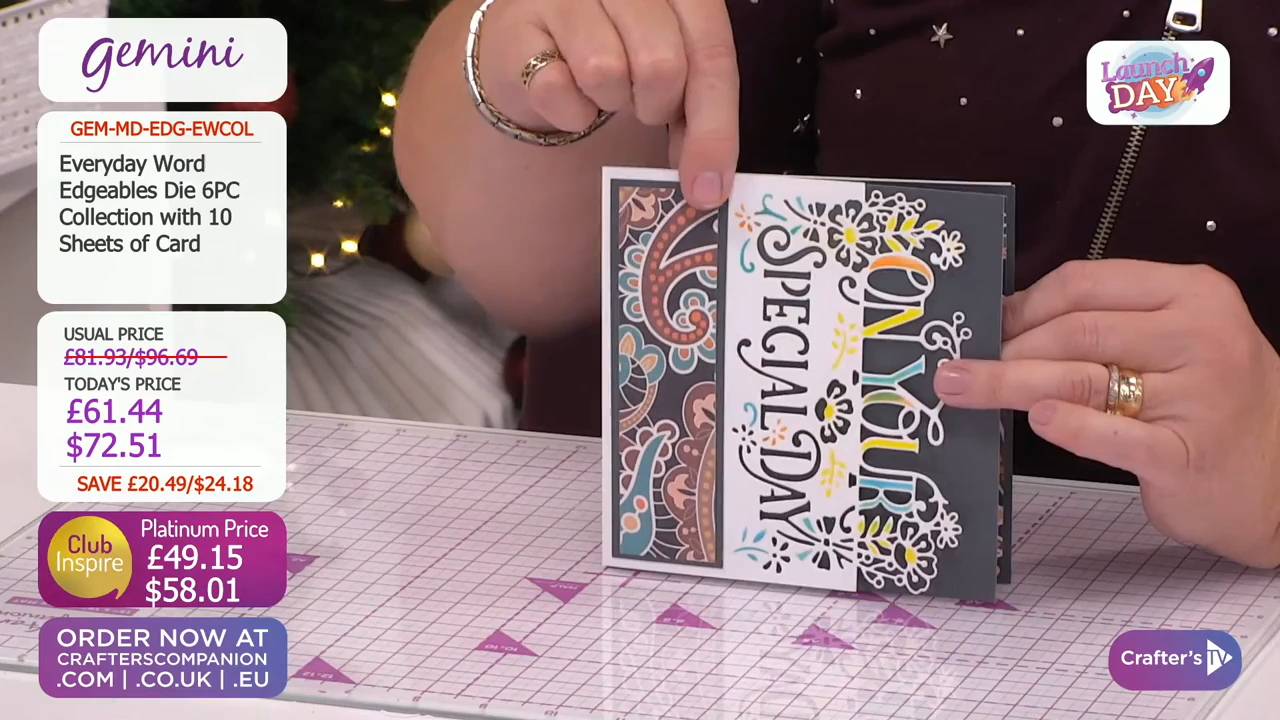 gemini
GEM-MD-EDG-EWCOL
Everyday Word
Edgeables Die 6PC
Collection with 10
Sheets of Card
USUAL PRICE
£81.93/$96.69
TODAY'S PRICE
£61.44
$72.51
SAVE £20.49/$24.18
Club
Inspire
Platinum Price
£49.15
$58.01
ORDER NOW AT
CRAFTERSCOMPANION
.COM | .CO.UK | .EU
Launch
DAY
ON YOUR
SPECIAL DAY
Crafter's TV